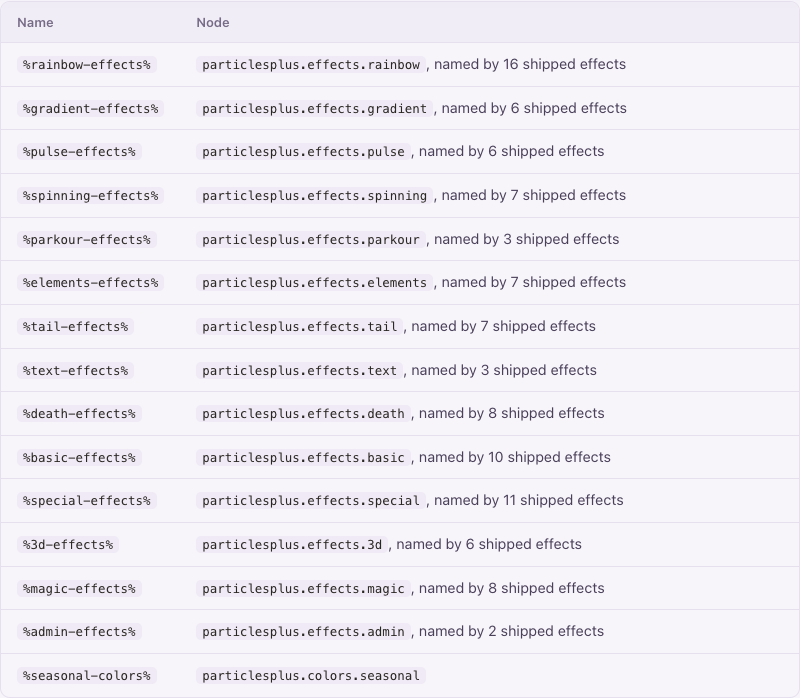 Name Node
%rainbow-effects% particlesplus.effects.rainbow , named by 16 shipped effects
%gradient-effects% particlesplus.effects.gradient , named by 6 shipped effects
%pulse-effects% particlesplus.effects.pulse , named by 6 shipped effects
%spinning-effects% particlesplus.effects.spinning , named by 7 shipped effects
%parkour-effects% particlesplus.effects.parkour , named by 3 shipped effects
%elements-effects% particlesplus.effects.elements , named by 7 shipped effects
%tail-effects% particlesplus.effects.tail , named by 7 shipped effects
%text-effects% particlesplus.effects.text , named by 3 shipped effects
%death-effects% particlesplus.effects.death , named by 8 shipped effects
%basic-effects% particlesplus.effects.basic , named by 10 shipped effects
%special-effects% particlesplus.effects.special , named by 11 shipped effects
%3d-effects% particlesplus.effects.3d , named by 6 shipped effects
%magic-effects% particlesplus.effects.magic , named by 8 shipped effects
%admin-effects% particlesplus.effects.admin , named by 2 shipped effects
%seasonal-colors% particlesplus.colors.seasonal